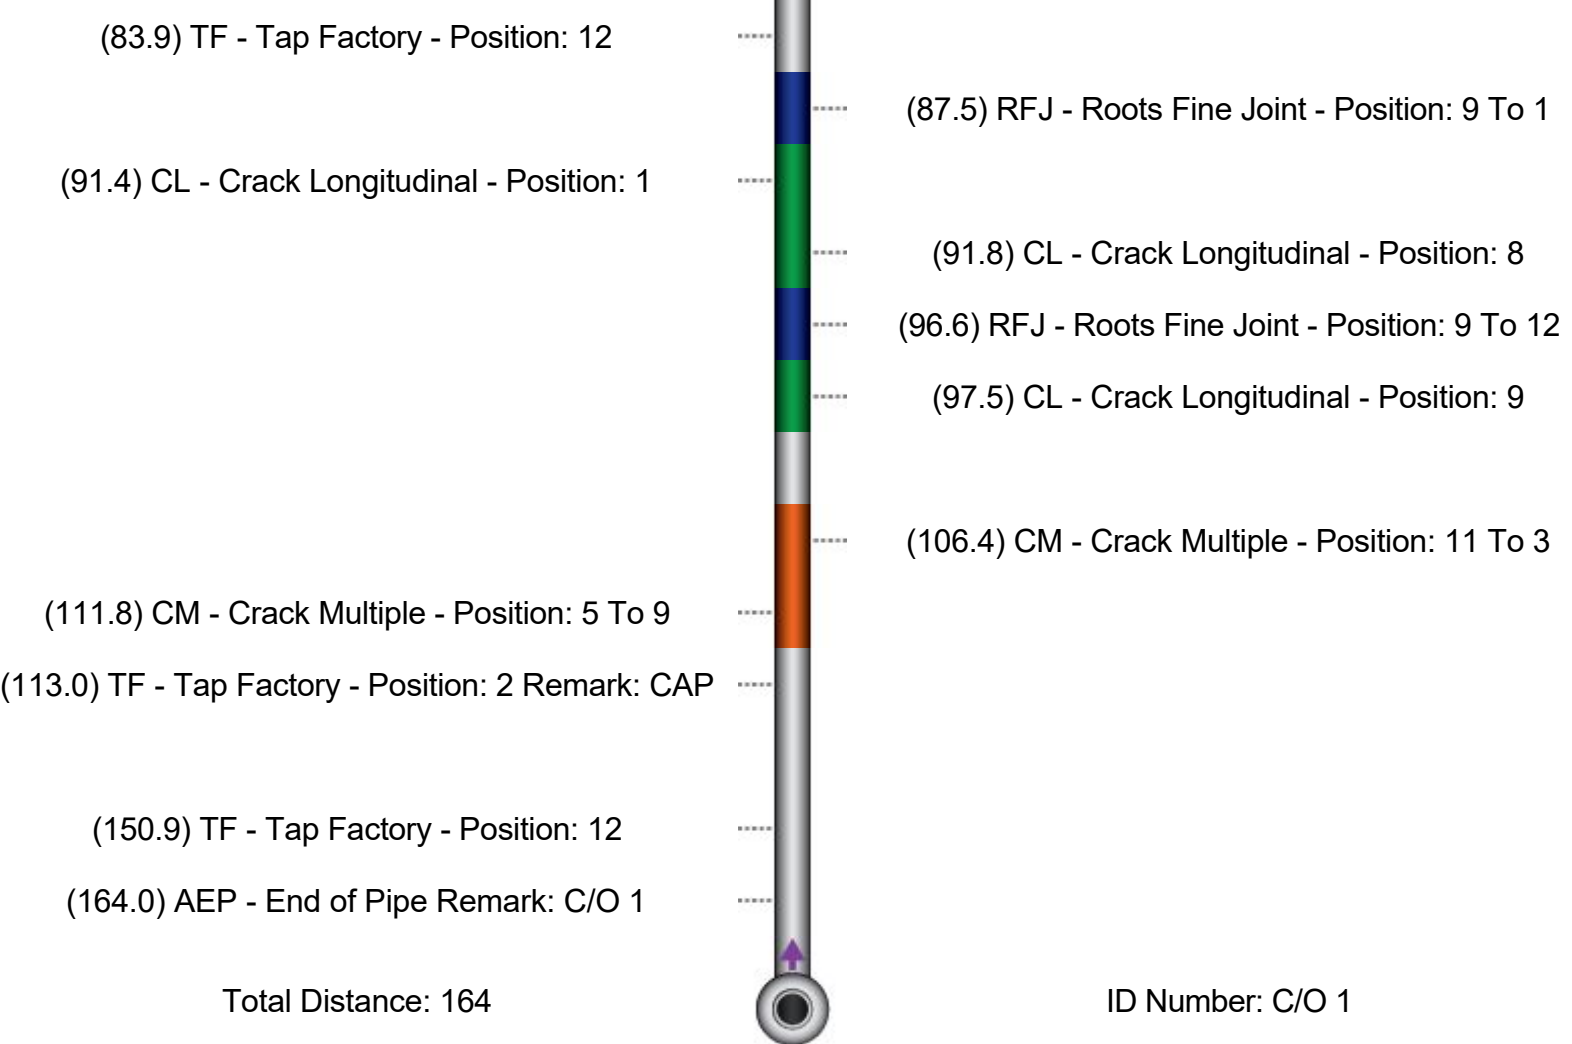 (83.9) TF - Tap Factory - Position: 12
(87.5) RFJ - Roots Fine Joint - Position: 9 To 1
(91.4) CL - Crack Longitudinal - Position: 1
(91.8) CL - Crack Longitudinal - Position: 8
(96.6) RFJ - Roots Fine Joint - Position: 9 To 12
(97.5) CL - Crack Longitudinal - Position: 9
(106.4) CM - Crack Multiple - Position: 11 To 3
(111.8) CM - Crack Multiple - Position: 5 To 9
(113.0) TF - Tap Factory - Position: 2 Remark: CAP
(150.9) TF - Tap Factory - Position: 12
(164.0) AEP - End of Pipe Remark: C/O 1
Total Distance: 164
ID Number: C/O 1